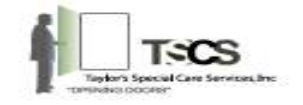 TSCS
Taylor's Special Care Services, Inc
"OPENING DOORS"